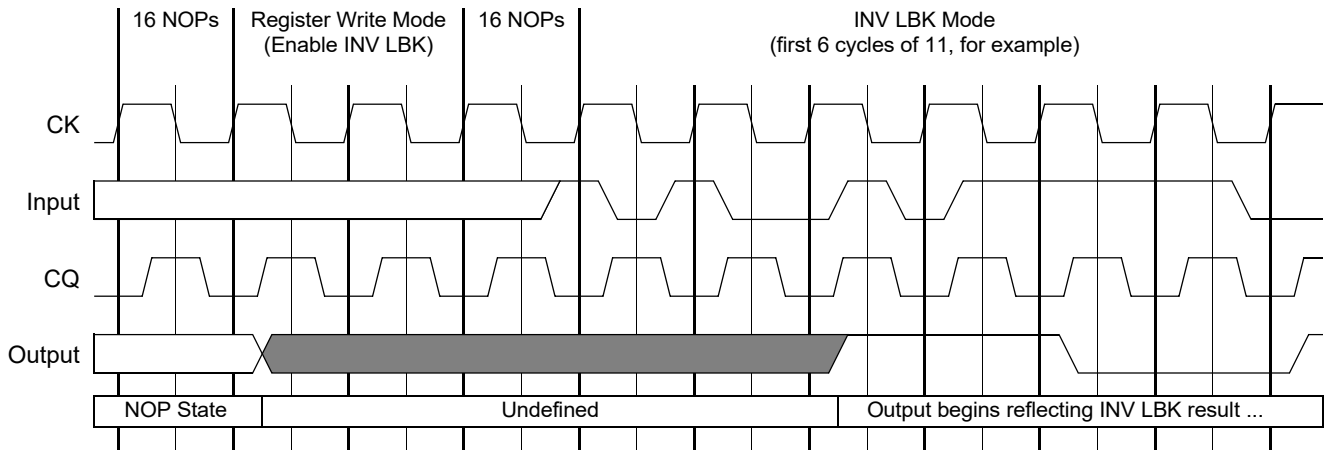 16 NOPs
Register Write Mode
(Enable INV LBK)
16 NOPs
INV LBK Mode
(first 6 cycles of 11, for example)
CK
Input
CQ
Output
NOP State
Undefined
Output begins reflecting INV LBK result ...